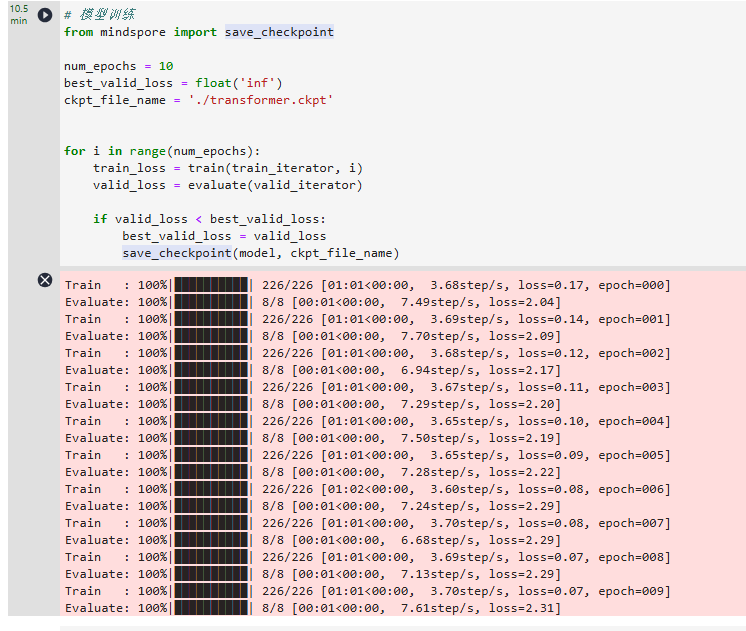 10.5
min
# 模型训练
from mindspore import save_checkpoint
num_epochs = 10
best_valid_loss = float('inf')
ckpt_file_name = './transformer.ckpt'
for i in range(num_epochs):
    train_loss = train(train_iterator, i)
    valid_loss = evaluate(valid_iterator)
    if valid_loss < best_valid_loss:
        best_valid_loss = valid_loss
        save_checkpoint(model, ckpt_file_name)
Train   : 100%|██████████| 226/226 [01:01<00:00,  3.68step/s, loss=0.17, epoch=000]
Evaluate: 100%|██████████| 8/8 [00:01<00:00,  7.49step/s, loss=2.04]
Train   : 100%|██████████| 226/226 [01:01<00:00,  3.69step/s, loss=0.14, epoch=001]
Evaluate: 100%|██████████| 8/8 [00:01<00:00,  7.70step/s, loss=2.09]
Train   : 100%|██████████| 226/226 [01:01<00:00,  3.68step/s, loss=0.12, epoch=002]
Evaluate: 100%|██████████| 8/8 [00:01<00:00,  6.94step/s, loss=2.17]
Train   : 100%|██████████| 226/226 [01:01<00:00,  3.67step/s, loss=0.11, epoch=003]
Evaluate: 100%|██████████| 8/8 [00:01<00:00,  7.29step/s, loss=2.20]
Train   : 100%|██████████| 226/226 [01:01<00:00,  3.65step/s, loss=0.10, epoch=004]
Evaluate: 100%|██████████| 8/8 [00:01<00:00,  7.50step/s, loss=2.19]
Train   : 100%|██████████| 226/226 [01:01<00:00,  3.65step/s, loss=0.09, epoch=005]
Evaluate: 100%|██████████| 8/8 [00:01<00:00,  7.28step/s, loss=2.22]
Train   : 100%|██████████| 226/226 [01:02<00:00,  3.60step/s, loss=0.08, epoch=006]
Evaluate: 100%|██████████| 8/8 [00:01<00:00,  7.24step/s, loss=2.29]
Train   : 100%|██████████| 226/226 [01:01<00:00,  3.70step/s, loss=0.08, epoch=007]
Evaluate: 100%|██████████| 8/8 [00:01<00:00,  6.68step/s, loss=2.29]
Train   : 100%|██████████| 226/226 [01:01<00:00,  3.69step/s, loss=0.07, epoch=008]
Evaluate: 100%|██████████| 8/8 [00:01<00:00,  7.13step/s, loss=2.29]
Train   : 100%|██████████| 226/226 [01:01<00:00,  3.70step/s, loss=0.07, epoch=009]
Evaluate: 100%|██████████| 8/8 [00:01<00:00,  7.61step/s, loss=2.31]